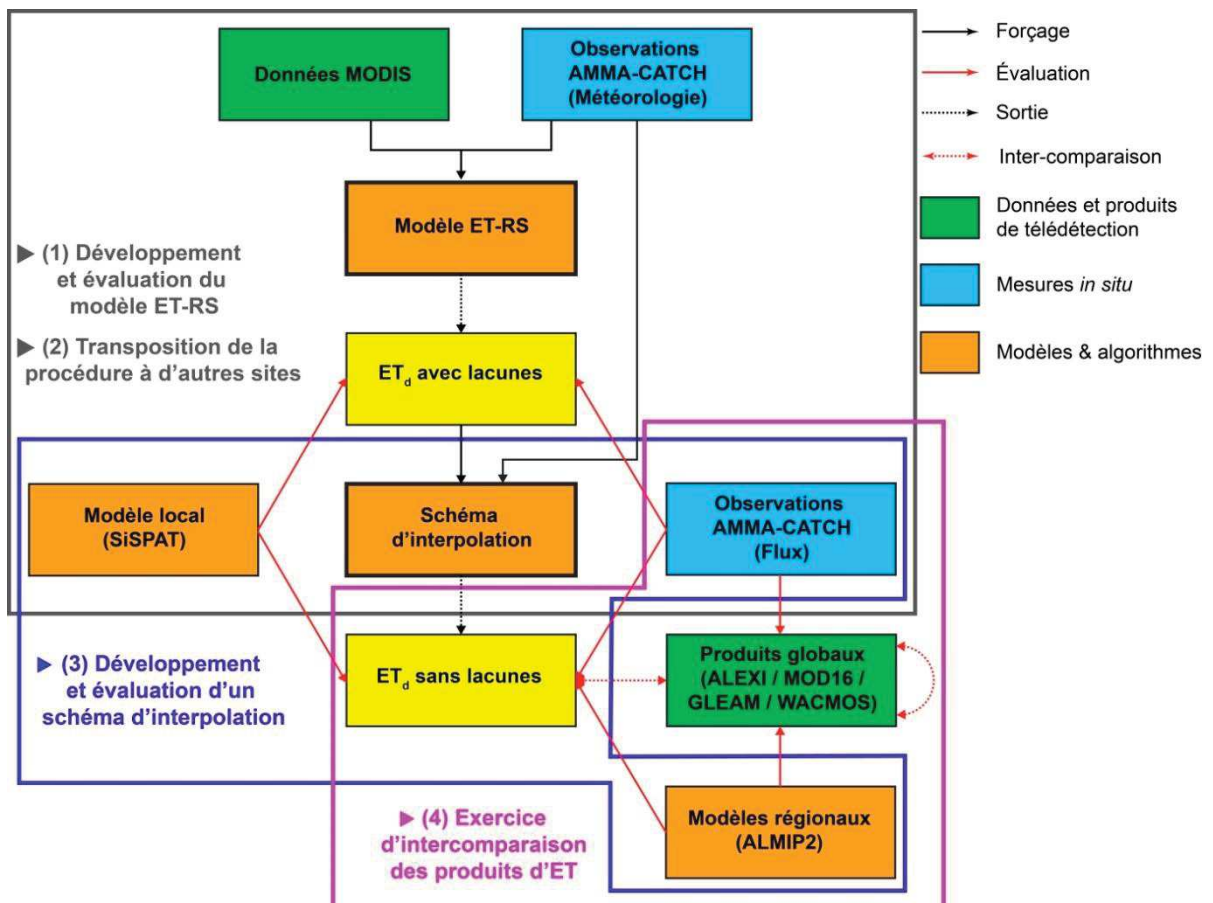 Données MODIS
Observations
AMMA-CATCH
(Météorologie)
Modèle ET-RS
► (1) Développement
et évaluation du
modèle ET-RS
► (2) Transposition de la
procédure à d'autres sites
ETd avec lacunes
Modèle local
(SiSPAT)
Schéma
d'interpolation
Observations
AMMA-CATCH
(Flux)
► (3) Développement
et évaluation d'un
schéma d'interpolation
ETd sans lacunes
Produits globaux
(ALEXI / MOD16 /
GLEAM / WACMOS)
► (4) Exercice
d'intercomparaison
des produits d'ET
Modèles régionaux
(ALMIP2)
Forçage
Évaluation
Sortie
Inter-comparaison
Données et produits
de télédétection
Mesures in situ
Modèles & algorithmes